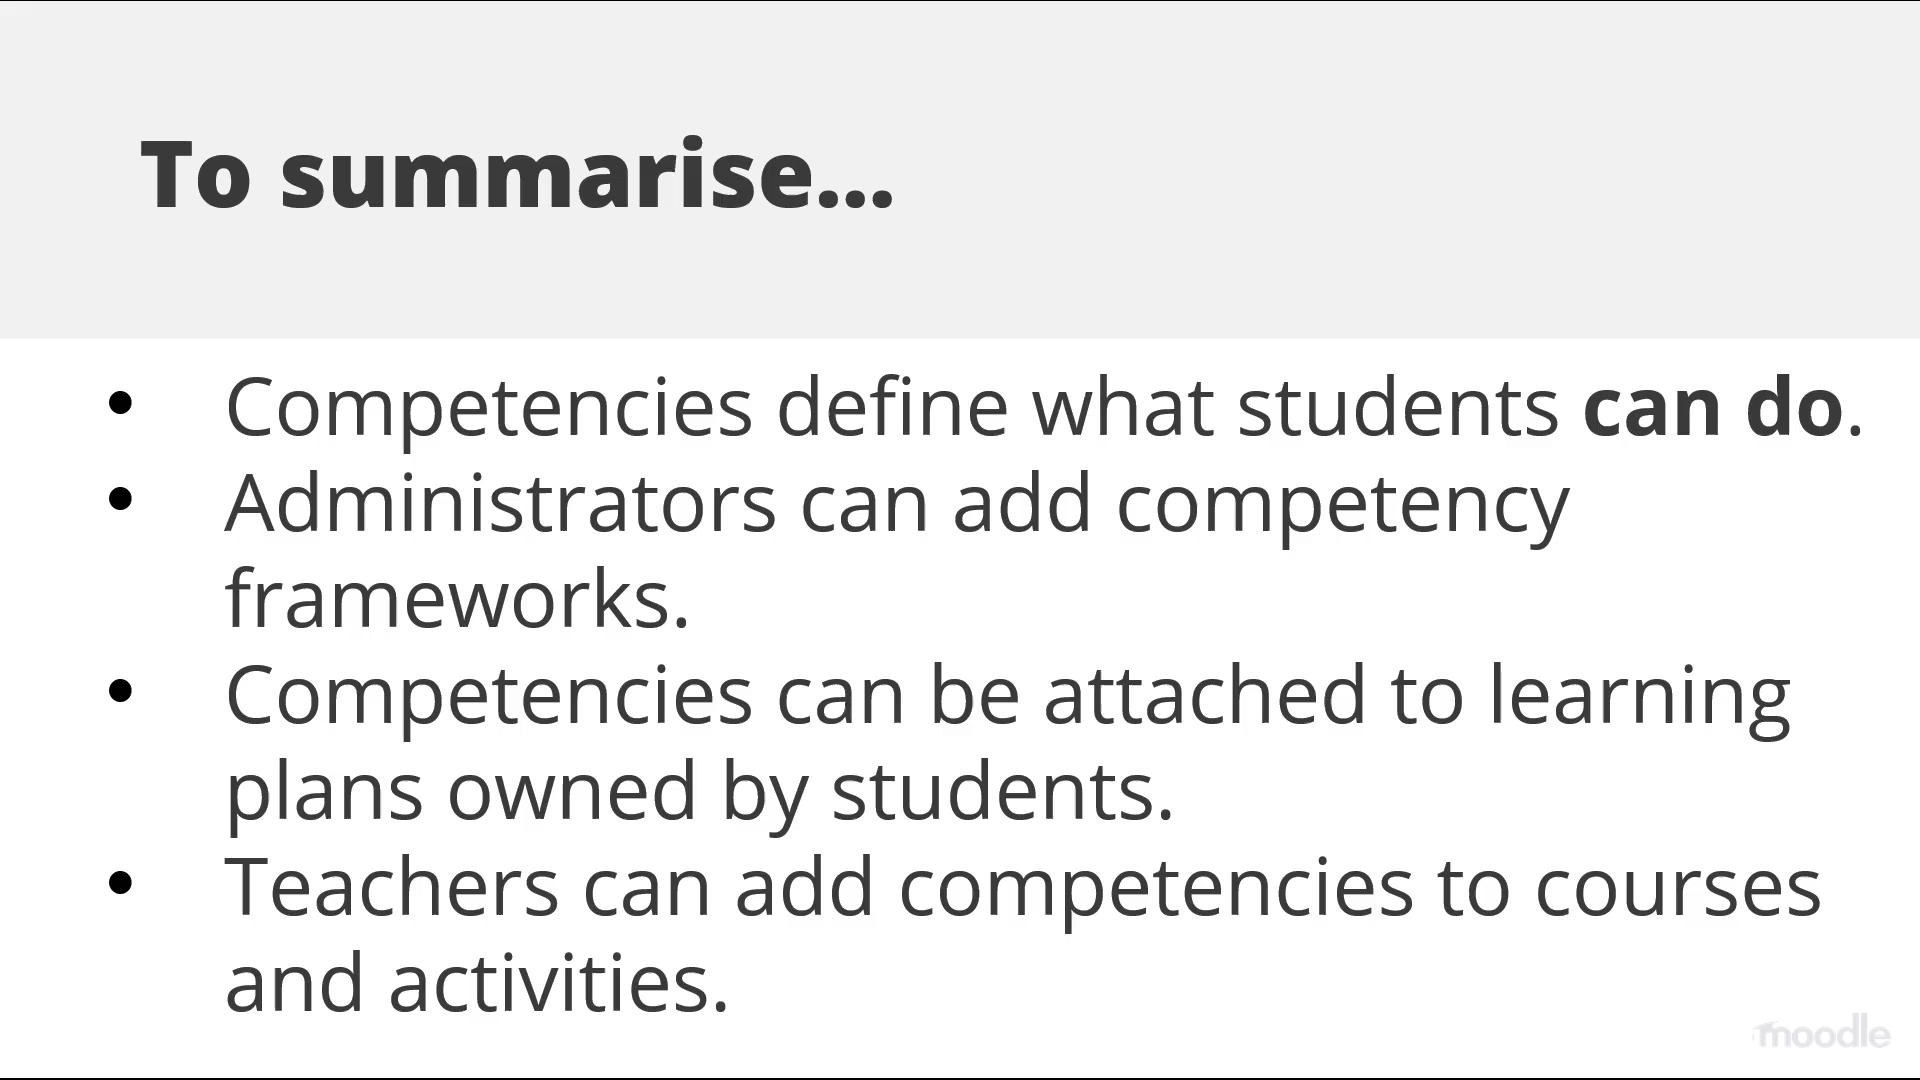 To summarise...
• Competencies define what students can do.
• Administrators can add competency
frameworks.
• Competencies can be attached to learning
plans owned by students.
• Teachers can add competencies to courses
and activities.
moodle